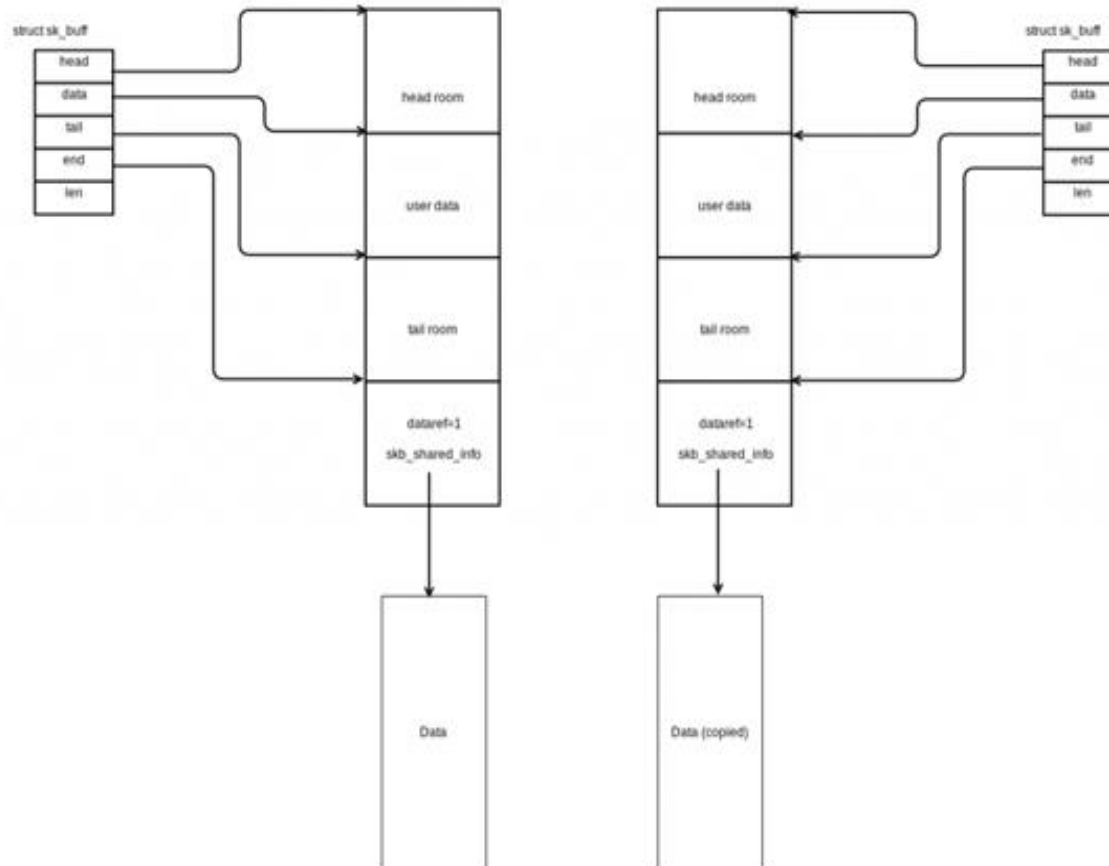 struct sk_buff
head
data
tail
end
len
head room
user data
tail room
dataref=1
skb_shared_info
Data
head room
user data
tail room
dataref=1
skb_shared_info
Data (copied)
struct sk_buff
head
data
tail
end
len